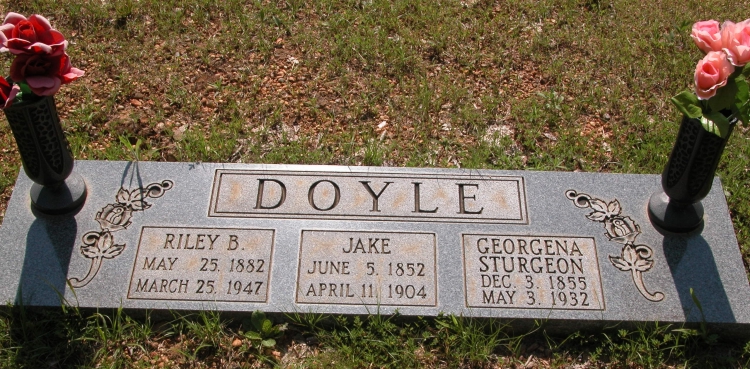 DOYLE
RILEY B.
MAY 25, 1882
MARCH 25, 1947
JAKE
JUNE 5, 1852
APRIL 11, 1904
GEORGENA
STURGEON
DEC. 3, 1855
MAY 3, 1932